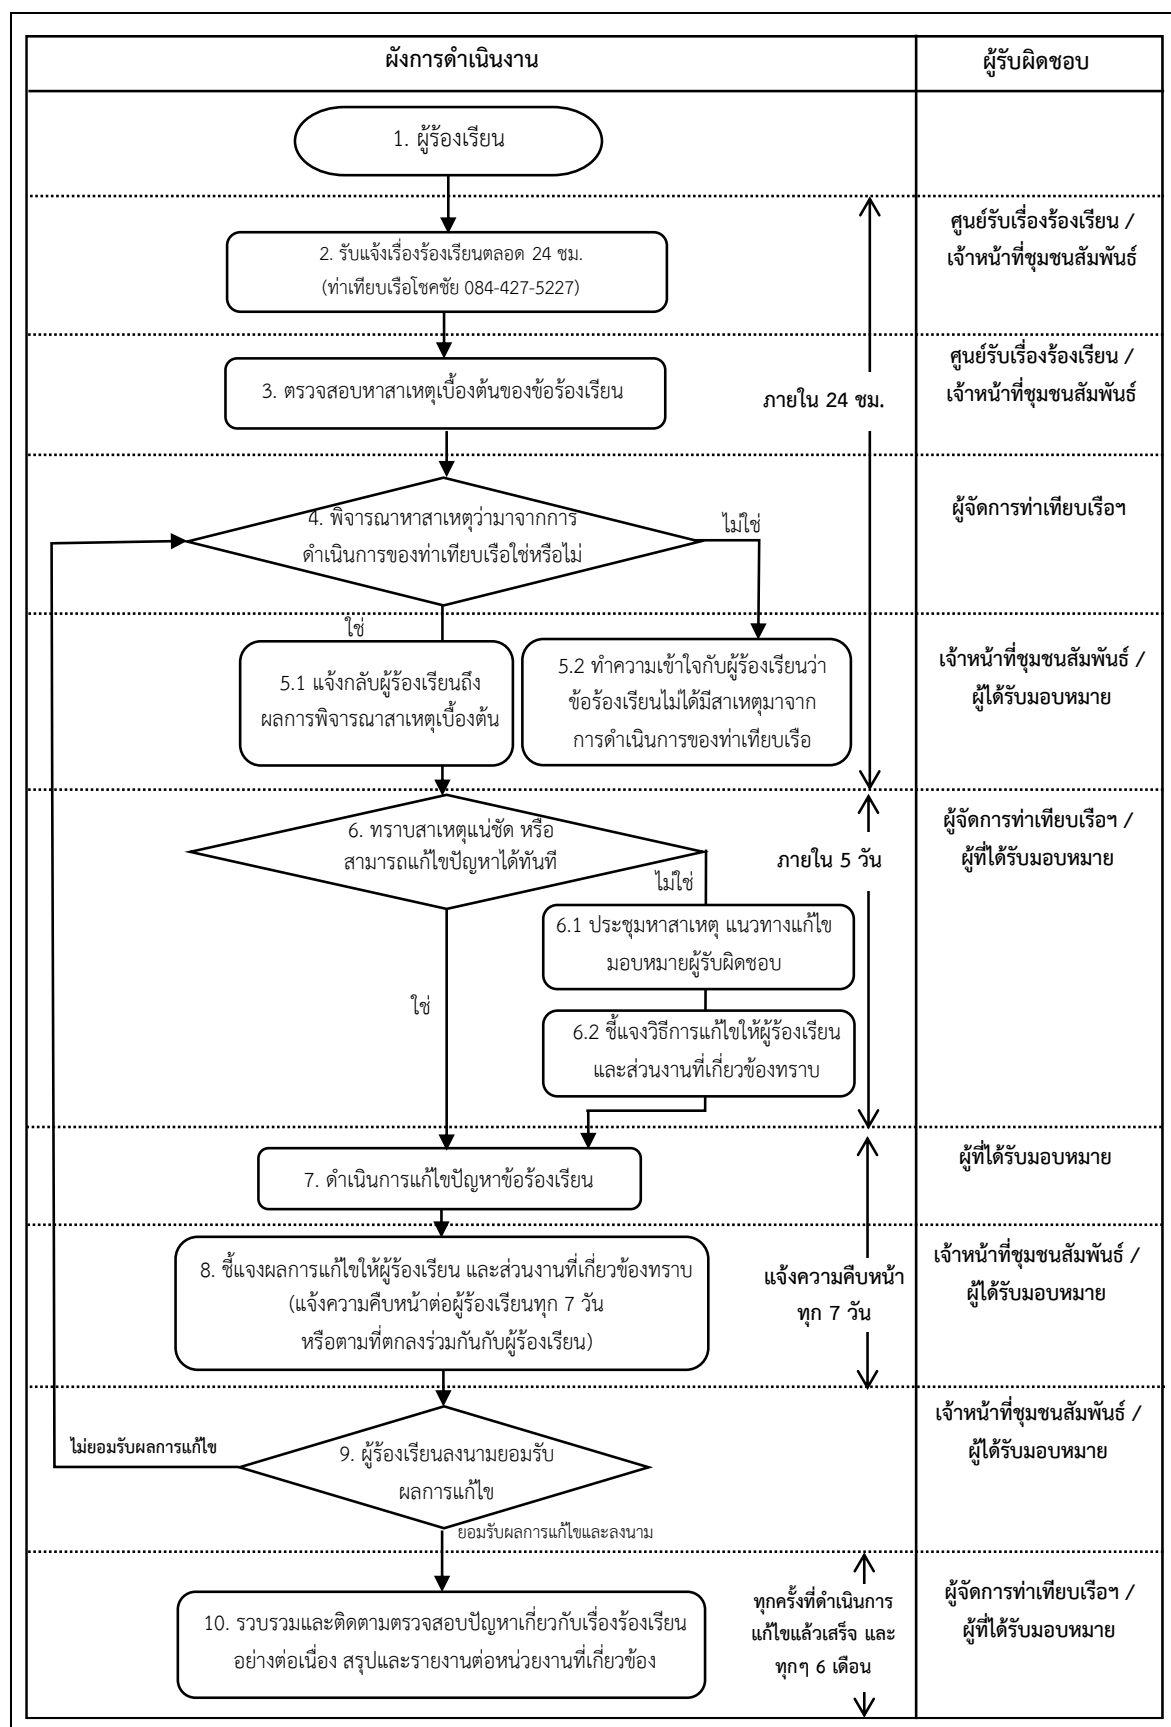 ผังการดำเนินงาน
ผู้รับผิดชอบ
1. ผู้ร้องเรียน
2. รับแจ้งเรื่องร้องเรียนตลอด 24 ชม.
(ท่าเทียบเรือโชคชัย 084-427-5227)
ศูนย์รับเรื่องร้องเรียน /
เจ้าหน้าที่ชุมชนสัมพันธ์
3. ตรวจสอบหาสาเหตุเบื้องต้นของข้อร้องเรียน
ภายใน 24 ชม.
ศูนย์รับเรื่องร้องเรียน /
เจ้าหน้าที่ชุมชนสัมพันธ์
4. พิจารณาหาสาเหตุว่ามาจากการ
ดำเนินการของท่าเทียบเรือใช่หรือไม่
ไม่ใช่
ใช่
ผู้จัดการท่าเทียบเรือฯ
5.1 แจ้งกลับผู้ร้องเรียนถึง
ผลการพิจารณาสาเหตุเบื้องต้น
5.2 ทำความเข้าใจกับผู้ร้องเรียนว่า
ข้อร้องเรียนไม่ได้มีสาเหตุมาจาก
การดำเนินการของท่าเทียบเรือ
เจ้าหน้าที่ชุมชนสัมพันธ์ /
ผู้ได้รับมอบหมาย
6. ทราบสาเหตุแน่ชัด หรือ
สามารถแก้ไขปัญหาได้ทันที
ไม่ใช่
ภายใน 5 วัน
ผู้จัดการท่าเทียบเรือฯ /
ผู้ที่ได้รับมอบหมาย
6.1 ประชุมหาสาเหตุ แนวทางแก้ไข
มอบหมายผู้รับผิดชอบ
ใช่
6.2 ชี้แจงวิธีการแก้ไขให้ผู้ร้องเรียน
และส่วนงานที่เกี่ยวข้องทราบ
7. ดำเนินการแก้ไขปัญหาข้อร้องเรียน
ผู้ที่ได้รับมอบหมาย
8. ชี้แจงผลการแก้ไขให้ผู้ร้องเรียน และส่วนงานที่เกี่ยวข้องทราบ
(แจ้งความคืบหน้าต่อผู้ร้องเรียนทุก 7 วัน
หรือตามที่ตกลงร่วมกันกับผู้ร้องเรียน)
แจ้งความคืบหน้า
ทุก 7 วัน
เจ้าหน้าที่ชุมชนสัมพันธ์ /
ผู้ได้รับมอบหมาย
ไม่ยอมรับผลการแก้ไข
9. ผู้ร้องเรียนลงนามยอมรับ
ผลการแก้ไข
ยอมรับผลการแก้ไขและลงนาม
เจ้าหน้าที่ชุมชนสัมพันธ์ /
ผู้ได้รับมอบหมาย
10. รวบรวมและติดตามตรวจสอบปัญหาเกี่ยวกับเรื่องร้องเรียน
อย่างต่อเนื่อง สรุปและรายงานต่อหน่วยงานที่เกี่ยวข้อง
ทุกครั้งที่ดำเนินการ
แก้ไขแล้วเสร็จ และ
ทุกๆ 6 เดือน
ผู้จัดการท่าเทียบเรือฯ /
ผู้ที่ได้รับมอบหมาย